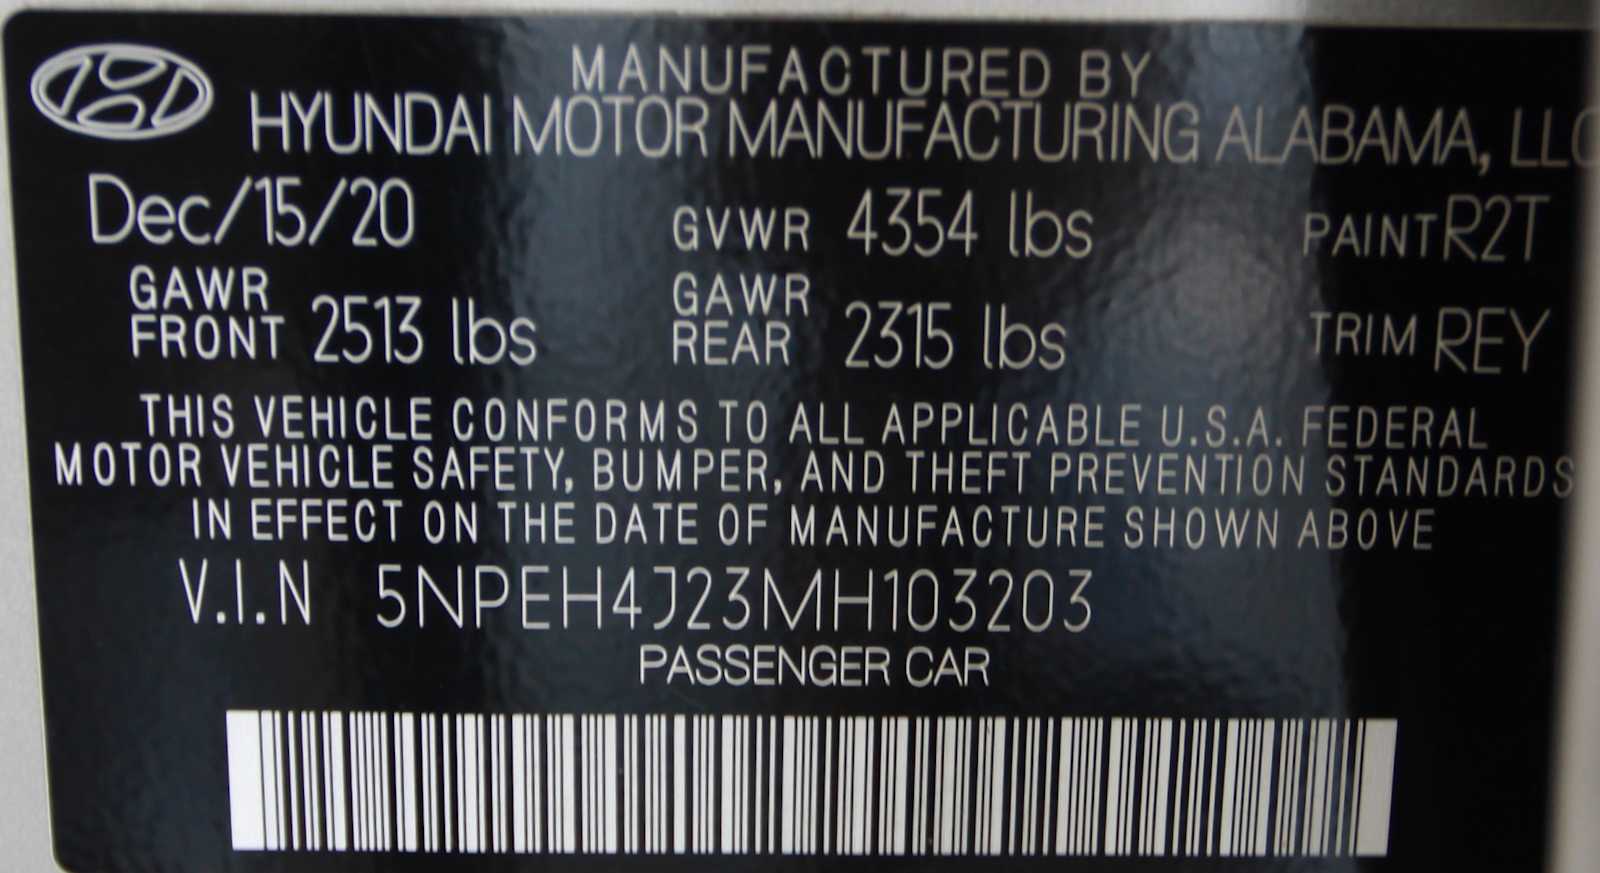 MANUFACTURED BY
HYUNDAI MOTOR MANUFACTURING ALABAMA, LLC
Dec/15/20 GVWR 4354 lbs PAINT R2T
GAWR FRONT 2513 lbs GAWR REAR 2315 lbs TRIM REY
THIS VEHICLE CONFORMS TO ALL APPLICABLE U.S.A. FEDERAL
MOTOR VEHICLE SAFETY, BUMPER, AND THEFT PREVENTION STANDARDS
IN EFFECT ON THE DATE OF MANUFACTURE SHOWN ABOVE
V.I.N 5NPEH4J23MH103203
PASSENGER CAR